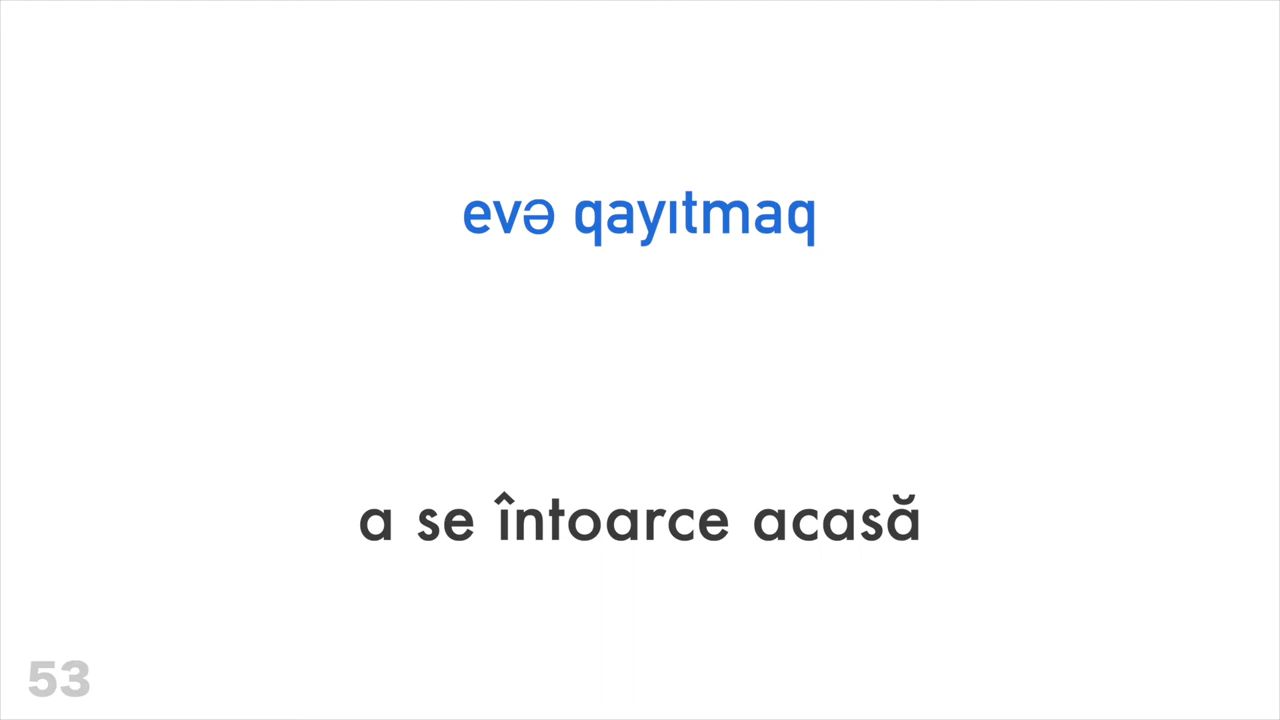 evə qayıtmaq
a se întoarce acasă
53